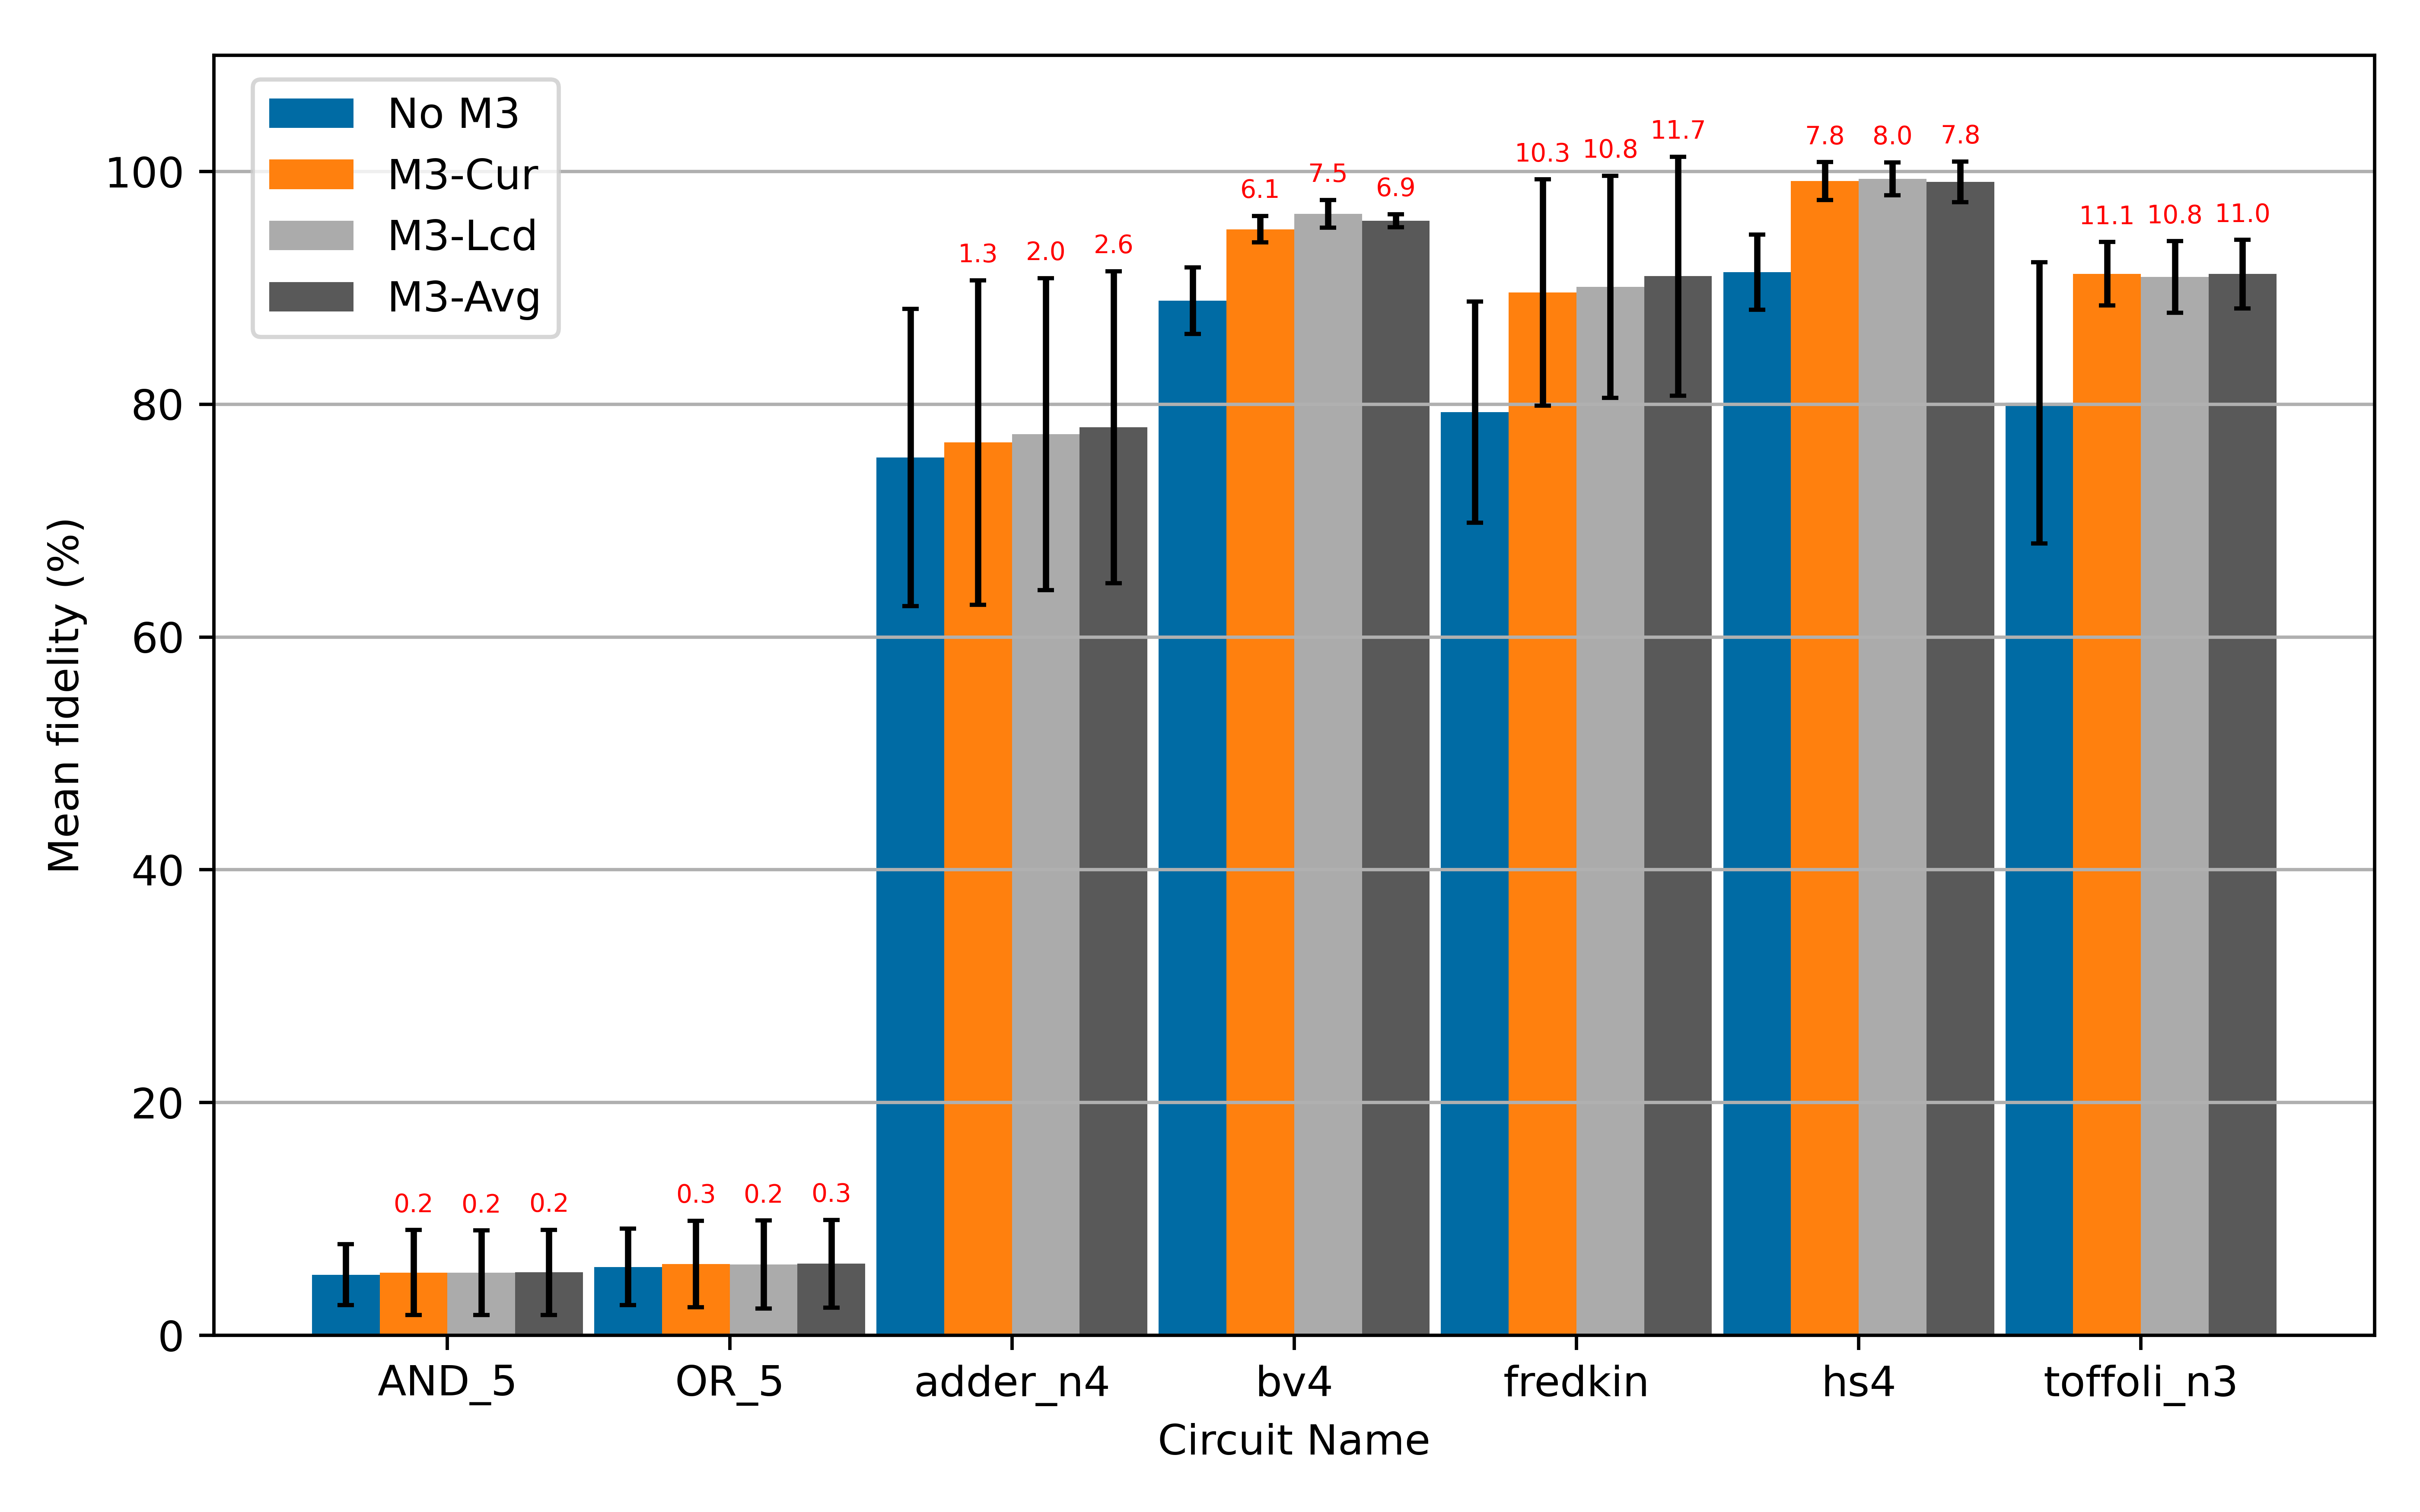 No M3
M3-Cur
M3-Lcd
M3-Avg
Mean fidelity (%)
100
80
60
40
20
0
0.2 0.2 0.2
0.3 0.2 0.3
1.3 2.0 2.6
6.1 7.5 6.9
10.3 10.8 11.7
7.8 8.0 7.8
11.1 10.8 11.0
AND_5 OR_5 adder_n4 bv4 fredkin hs4 toffoli_n3
Circuit Name